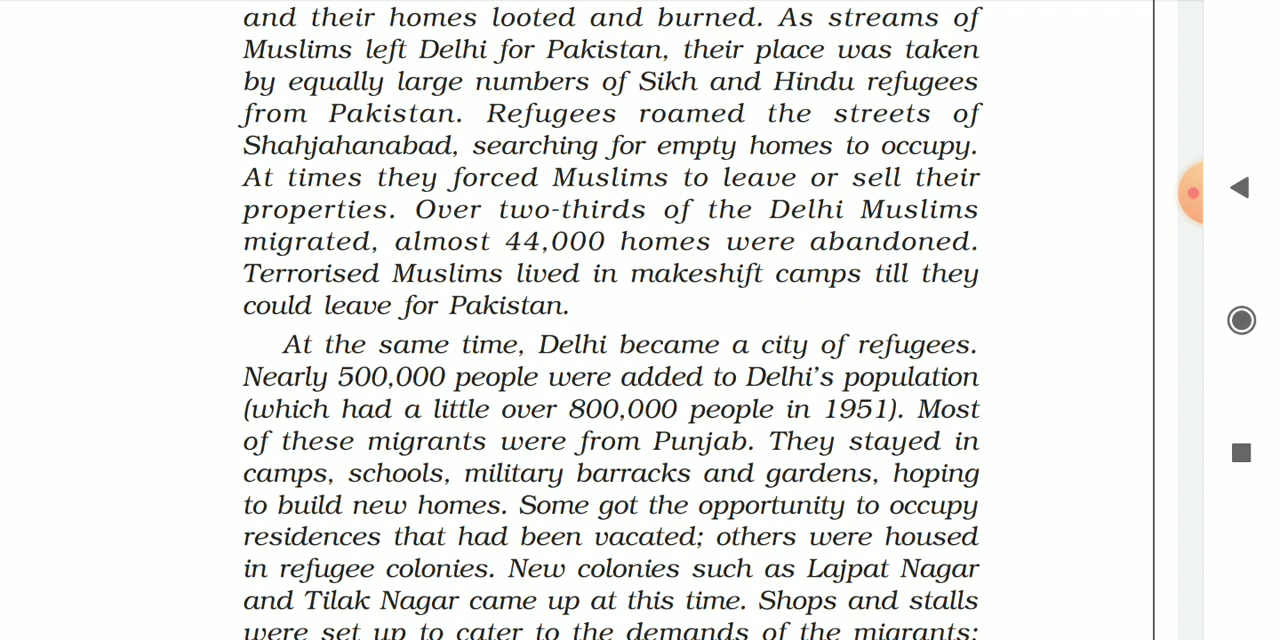 and their homes looted and burned. As streams of
Muslims left Delhi for Pakistan, their place was taken
by equally large numbers of Sikh and Hindu refugees
from Pakistan. Refugees roamed the streets of
Shahjahanabad, searching for empty homes to occupy.
At times they forced Muslims to leave or sell their
properties. Over two-thirds of the Delhi Muslims
migrated, almost 44,000 homes were abandoned.
Terrorised Muslims lived in makeshift camps till they
could leave for Pakistan.
At the same time, Delhi became a city of refugees.
Nearly 500,000 people were added to Delhi's population
(which had a little over 800,000 people in 1951). Most
of these migrants were from Punjab. They stayed in
camps, schools, military barracks and gardens, hoping
to build new homes. Some got the opportunity to occupy
residences that had been vacated; others were housed
in refugee colonies. New colonies such as Lajpat Nagar
and Tilak Nagar came up at this time. Shops and stalls
were set up to cater to the demands of the migrants;